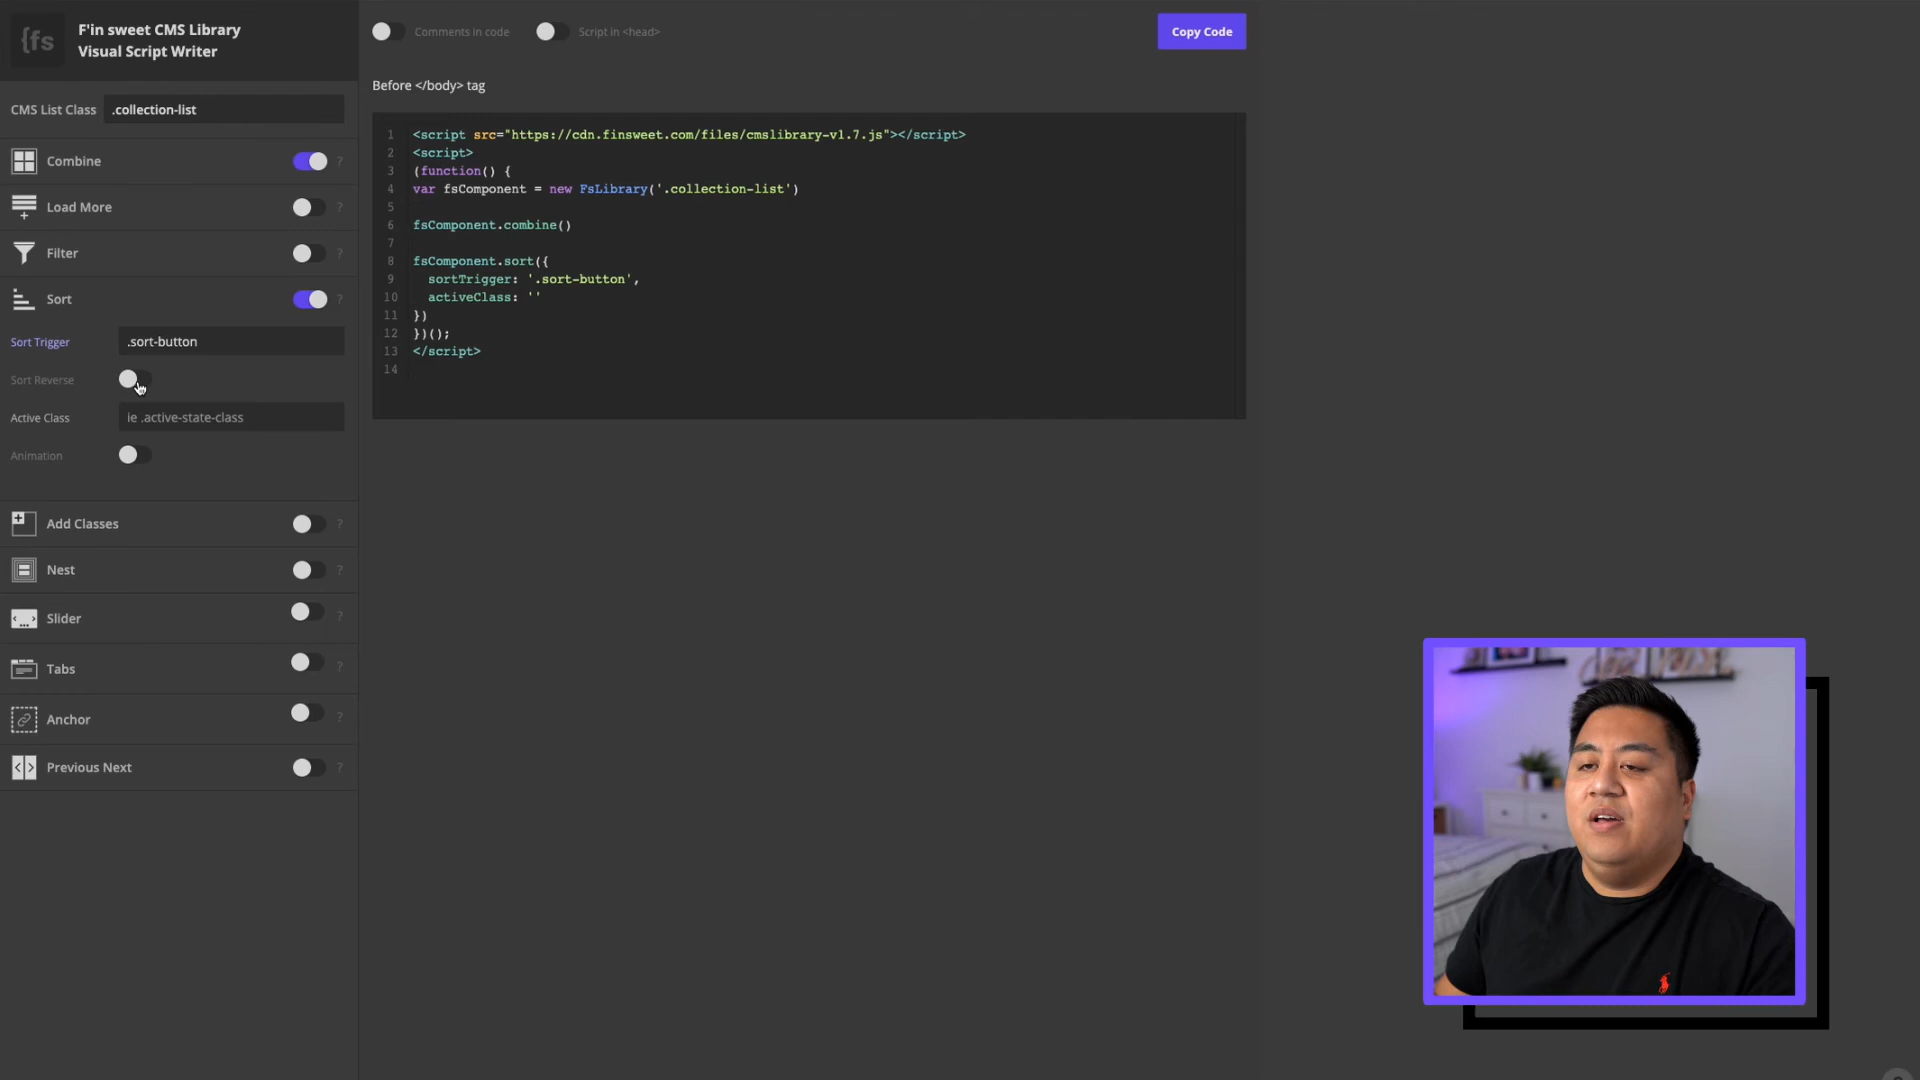 {fs
F'in sweet CMS Library
Visual Script Writer
CMS List Class
.collection-list
Combine
?
Load More
?
Filter
?
Sort
?
Sort Trigger
.sort-button
Sort Reverse
Active Class
ie .active-state-class
Animation
Add Classes
?
Nest
?
Slider
?
Tabs
?
Anchor
?
Previous Next
?
Comments in code
Script in <head>
Copy Code
Before </body> tag
1 <script src="https://cdn.finsweet.com/files/cmslibrary-v1.7.js"></script>
2 <script>
3 (function() {
4 var fsComponent = new FsLibrary('.collection-list')
5
6 fsComponent.combine()
7
8 fsComponent.sort({
9 sortTrigger: '.sort-button',
10 activeClass: ''
11 })
12 })();
13 </script>
14